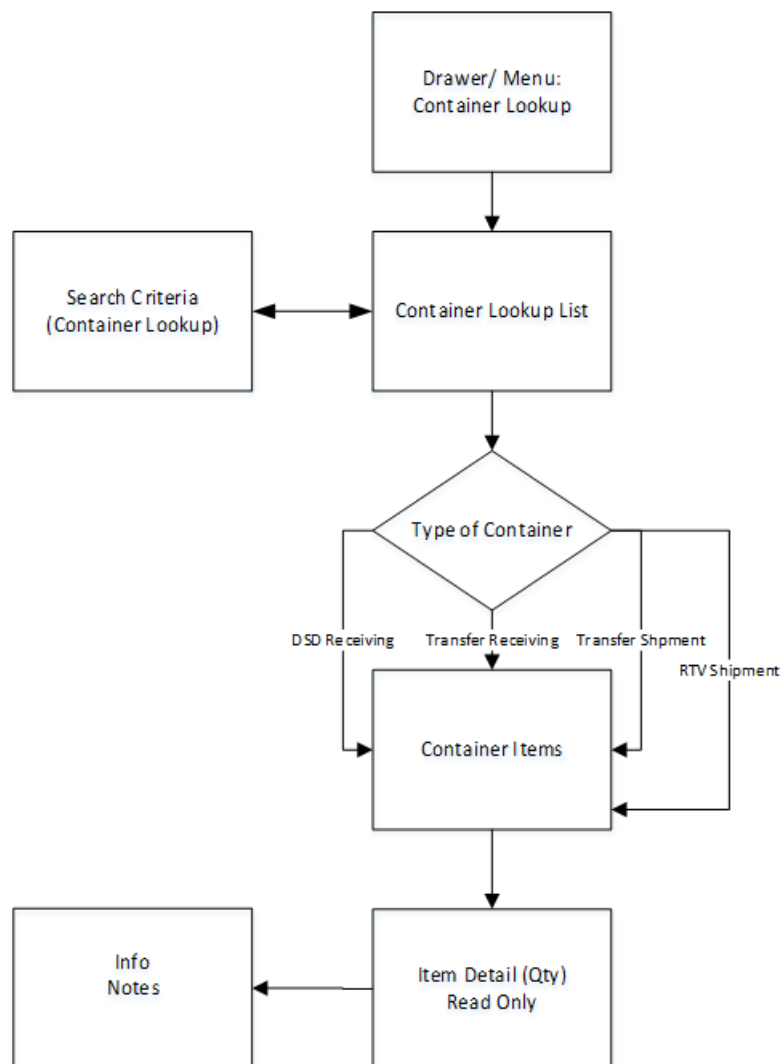 Drawer/ Menu:
Container Lookup
Search Criteria
(Container Lookup)
Container Lookup List
Type of Container
DSD Receiving
Transfer Receiving
Transfer Shpment
RTV Shipment
Container Items
Info
Notes
Item Detail (Qty)
Read Only